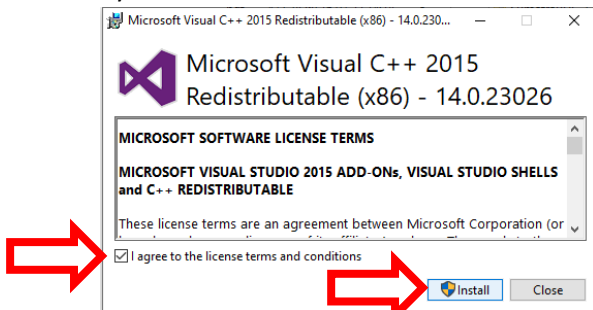 Microsoft Visual C++ 2015 Redistributable (x86) - 14.0.230...
Microsoft Visual C++ 2015
Redistributable (x86) - 14.0.23026
MICROSOFT SOFTWARE LICENSE TERMS
MICROSOFT VISUAL STUDIO 2015 ADD-ONs, VISUAL STUDIO SHELLS
and C++ REDISTRIBUTABLE
These license terms are an agreement between Microsoft Corporation (or
I agree to the license terms and conditions
Install Close